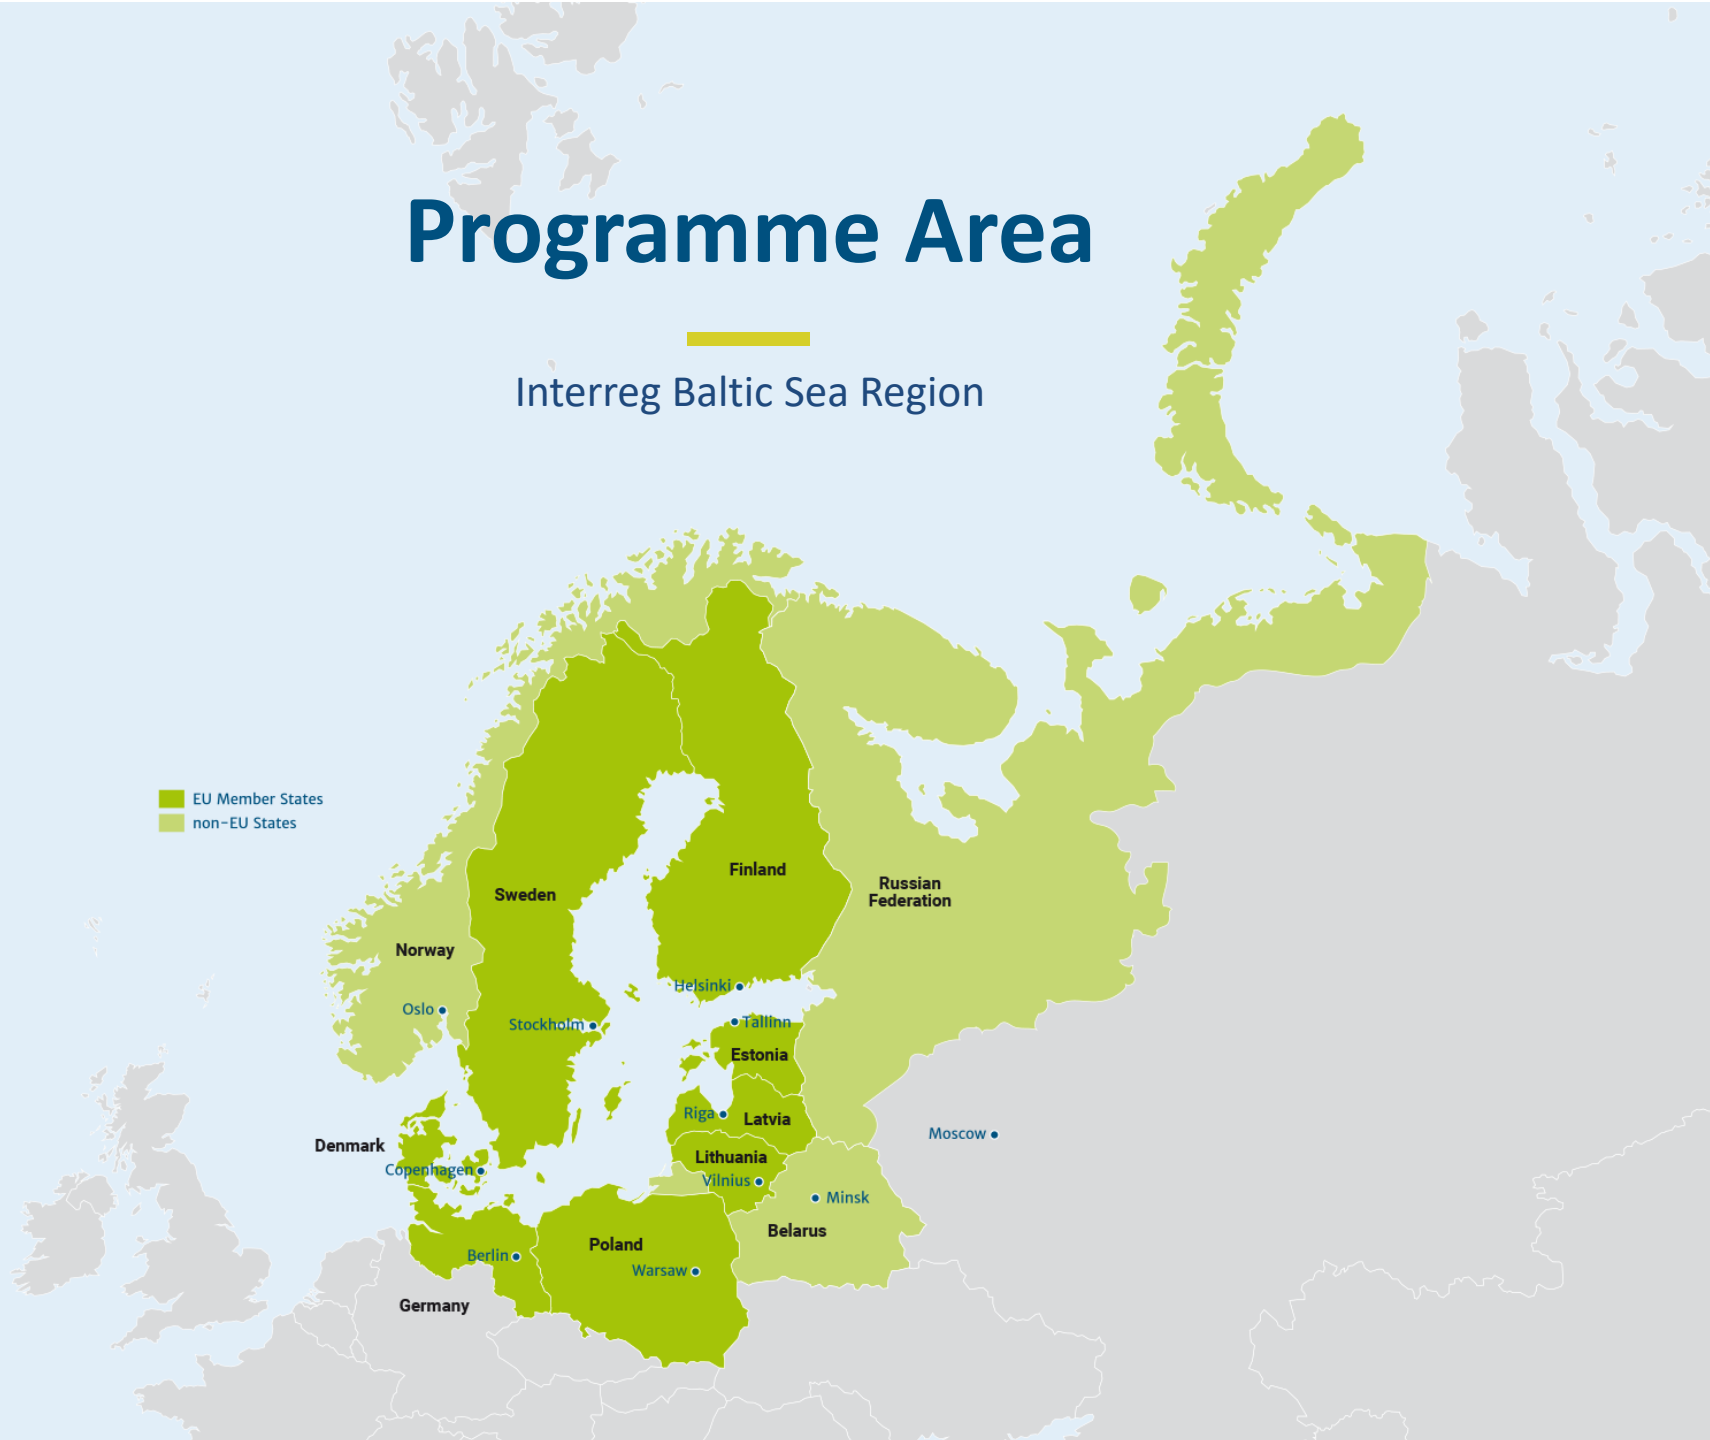 Programme Area
Interreg Baltic Sea Region
EU Member States
non-EU States
Finland
Sweden
Russian
Federation
Norway
Helsinki
Oslo
Stockholm
Tallinn
Estonia
Riga
Latvia
Moscow
Denmark
Lithuania
Copenhagen
Vilnius
Minsk
Belarus
Poland
Berlin
Warsaw
Germany